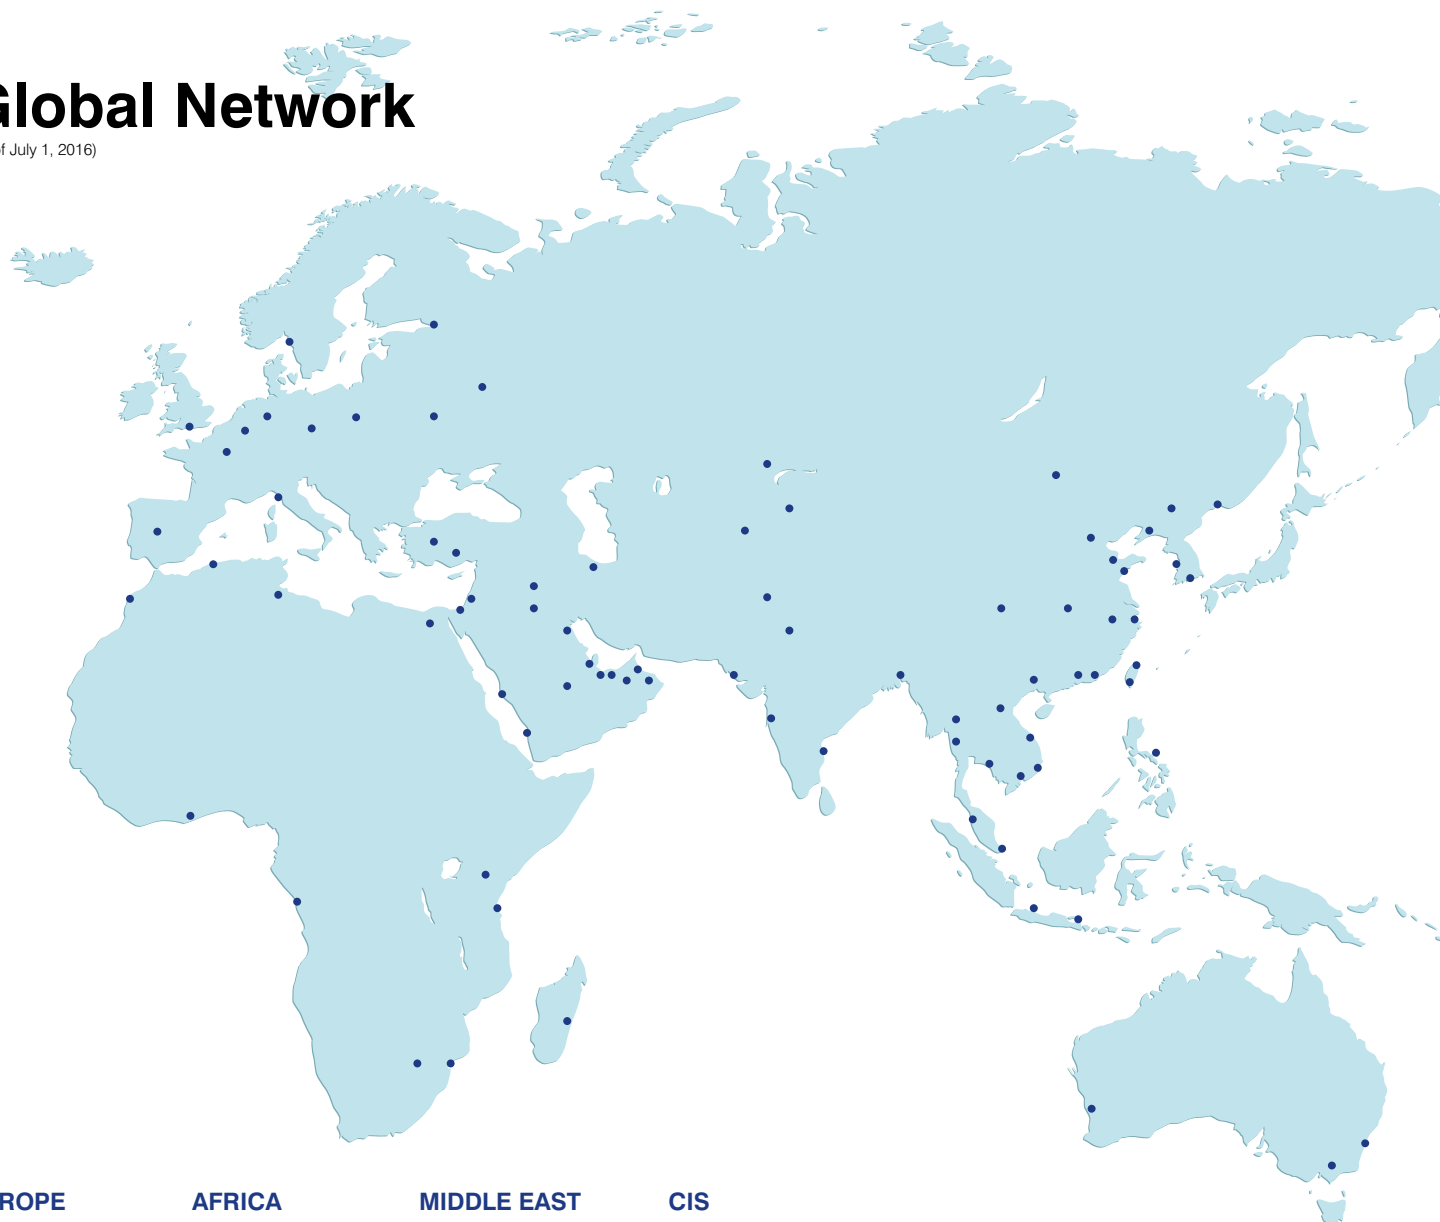 Global Network
f July 1, 2016)
ROPE
AFRICA
MIDDLE EAST
CIS